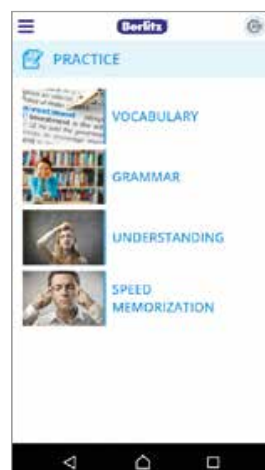 Berlitz
PRACTICE
VOCABULARY
GRAMMAR
UNDERSTANDING
SPEED
MEMORIZATION